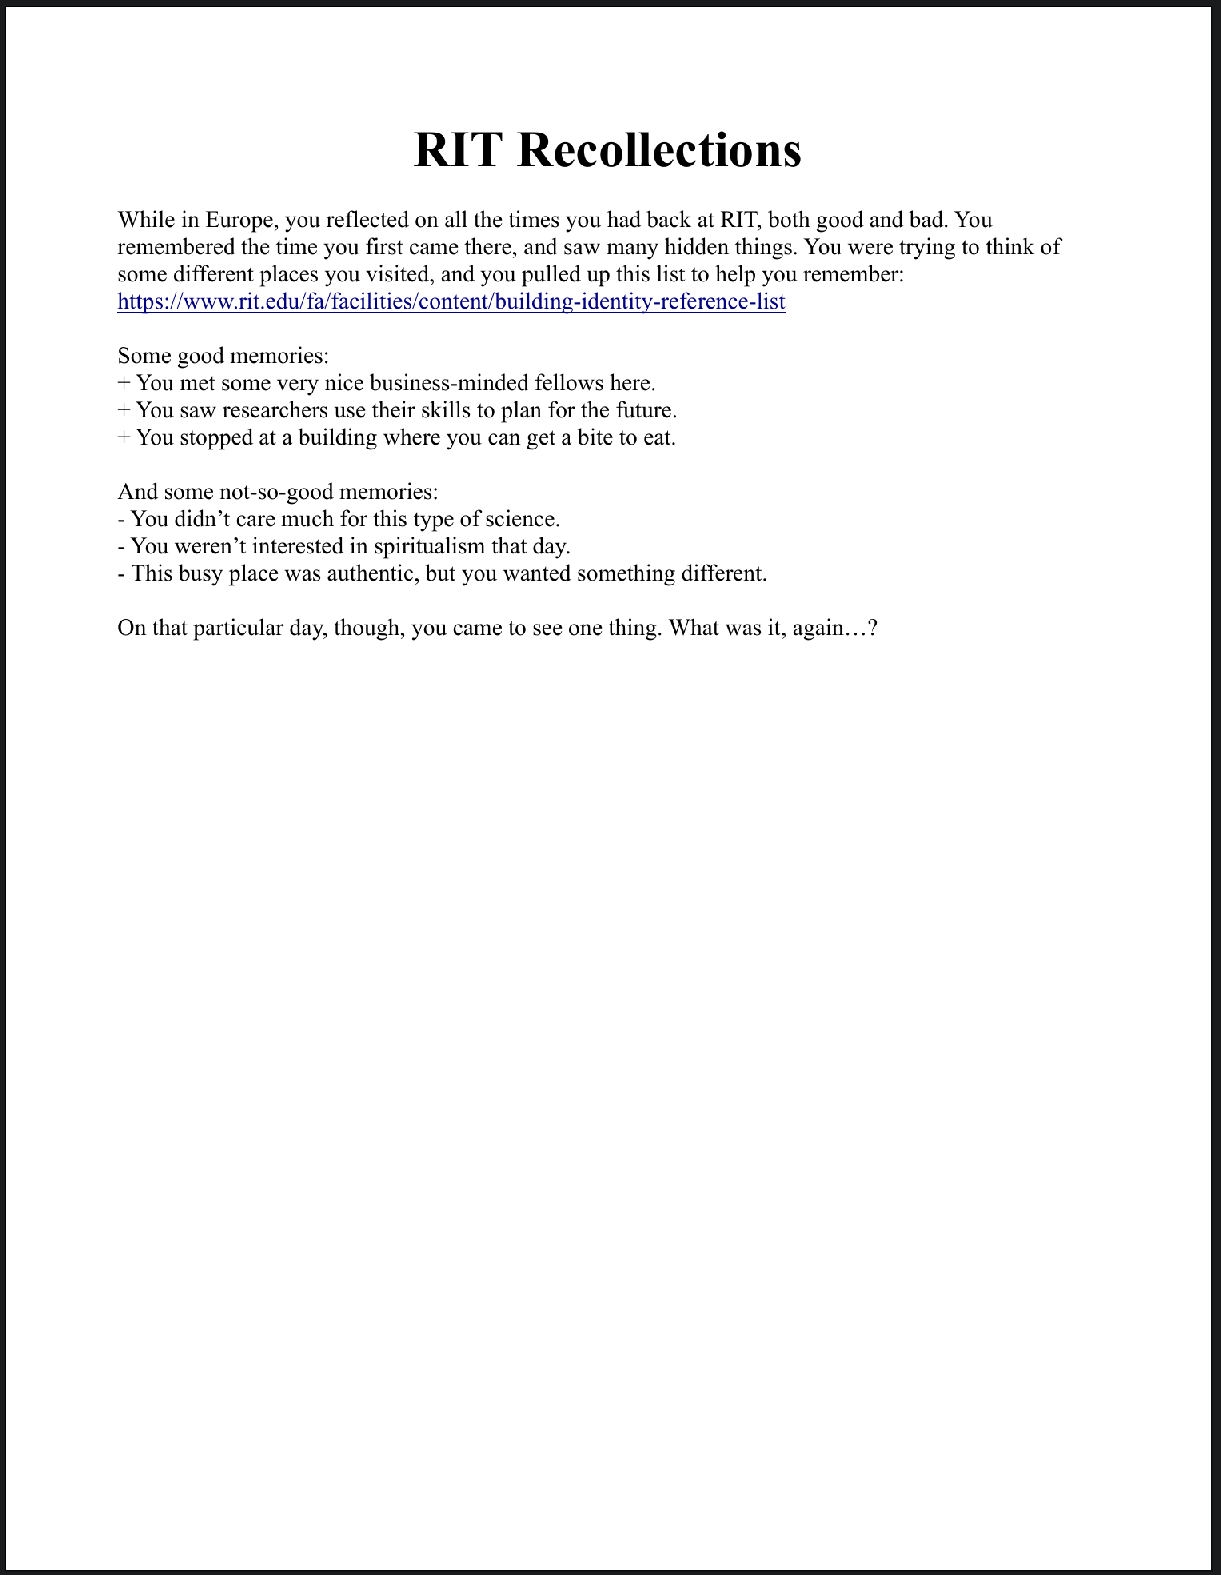 RIT Recollections
While in Europe, you reflected on all the times you had back at RIT, both good and bad. You
remembered the time you first came there, and saw many hidden things. You were trying to think of
some different places you visited, and you pulled up this list to help you remember:
https://www.rit.edu/fa/facilities/content/building-identity-reference-list
Some good memories:
+ You met some very nice business-minded fellows here.
+ You saw researchers use their skills to plan for the future.
+ You stopped at a building where you can get a bite to eat.
And some not-so-good memories:
- You didn’t care much for this type of science.
- You weren’t interested in spiritualism that day.
- This busy place was authentic, but you wanted something different.
On that particular day, though, you came to see one thing. What was it, again…?